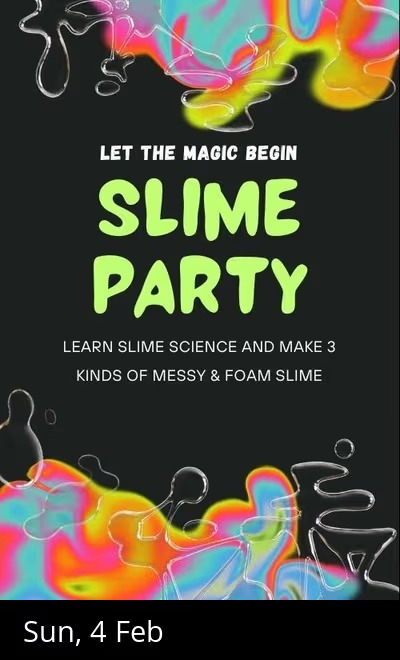 LET THE MAGIC BEGIN
SLIME
PARTY
LEARN SLIME SCIENCE AND MAKE 3
KINDS OF MESSY & FOAM SLIME
Sun, 4 Feb